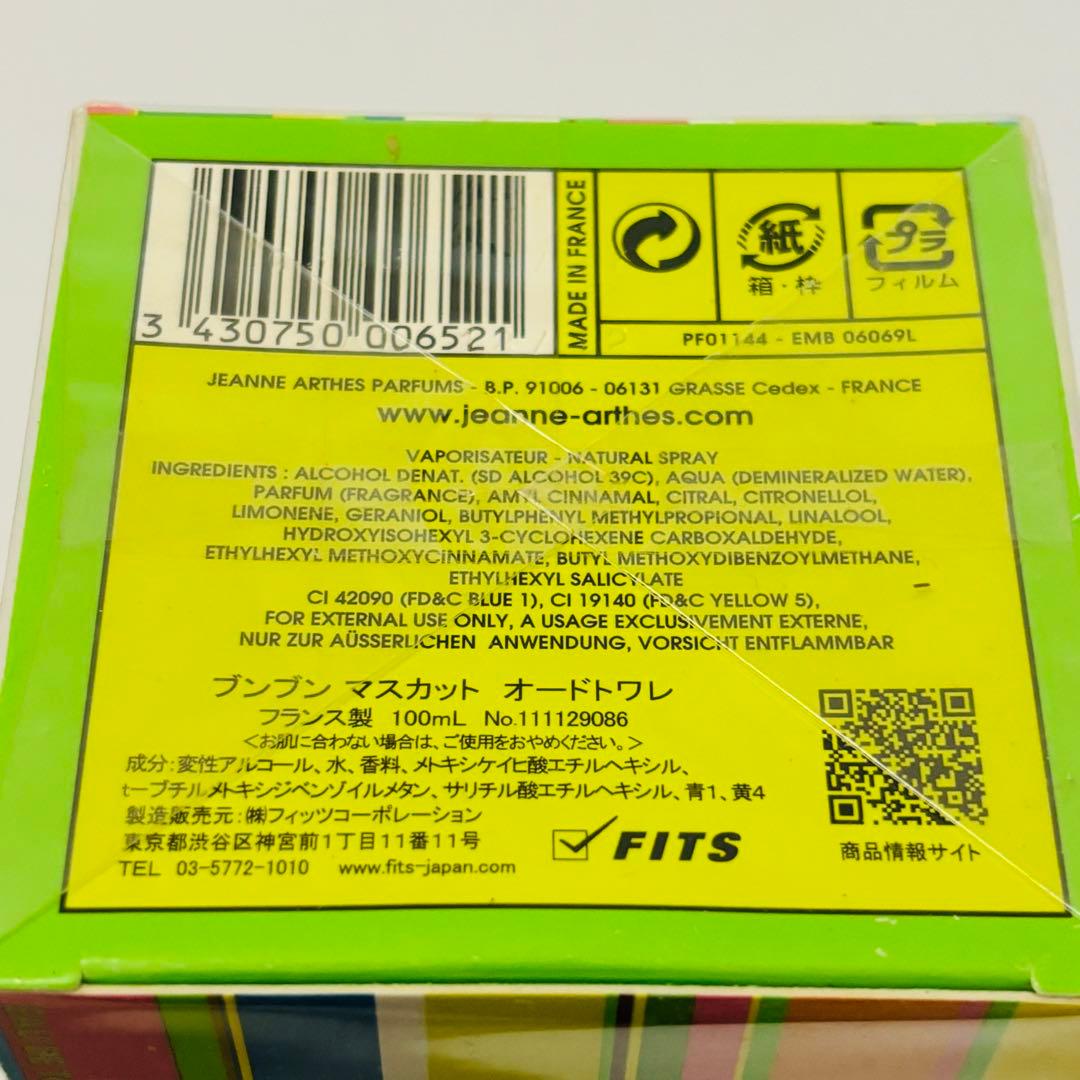 3 430750 006521
MADE IN FRANCE
紙
箱・枠
プラ
フィルム
PF01144 - EMB 06069L
JEANNE ARTHES PARFUMS - B.P. 91006 - 06131 GRASSE Cedex - FRANCE
www.jeanne-arthes.com
VAPORISATEUR - NATURAL SPRAY
INGREDIENTS : ALCOHOL DENAT. (SD ALCOHOL 39C), AQUA (DEMINERALIZED WATER),
PARFUM (FRAGRANCE), AMYL CINNAMAL, CITRAL, CITRONELLOL,
LIMONENE, GERANIOL, BUTYLPHENYL METHYLPROPIONAL, LINALOOL,
HYDROXYISOHEXYL 3-CYCLOHEXENE CARBOXALDEHYDE,
ETHYLHEXYL METHOXYCINNAMATE, BUTYL METHOXYDIBENZOYLMETHANE,
ETHYLHEXYL SALICYLATE
CI 42090 (FD&C BLUE 1), CI 19140 (FD&C YELLOW 5),
FOR EXTERNAL USE ONLY, A USAGE EXCLUSIVEMENT EXTERNE,
NUR ZUR AÜSSERLICHEN ANWENDUNG, VORSICHT ENTFLAMMBAR
ブンブン マスカット オードトワレ
フランス製 100mL No.111129086
＜お肌に合わない場合は、ご使用をおやめください。＞
成分：変性アルコール、水、香料、メトキシケイヒ酸エチルヘキシル、
t-ブチルメトキシジベンゾイルメタン、サリチル酸エチルヘキシル、青1、黄4
製造販売元：㈱フィッツコーポレーション
東京都渋谷区神宮前1丁目11番11号
TEL 03-5772-1010 www.fits-japan.com
FITS
商品情報サイト